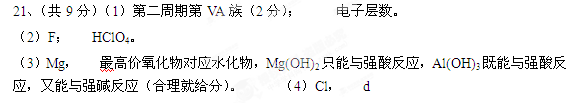 21、（共 9 分）（1）第二周期第 VA 族（2 分）； 电子层数。
（2）F； HClO₄。
（3）Mg， 最高价氧化物对应水化物，Mg(OH)₂只能与强酸反应，Al(OH)₃既能与强酸反
应，又能与强碱反应（合理就给分）。 （4）Cl， d